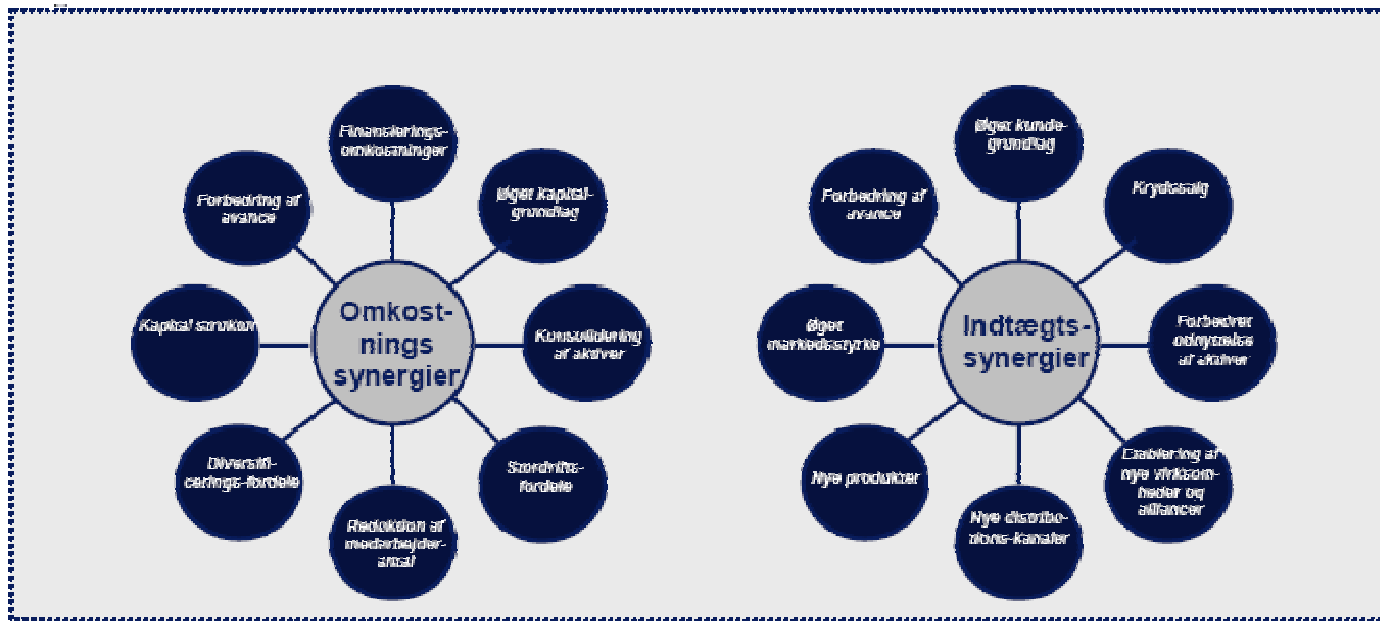 Finansierings-
omkostninger
Øget kapital-
grundlag
Konsolidering
af aktiver
Stordrifts-
fordele
Reduktion af
medarbejder-
antal
Diversifi-
cerings-fordele
Kapital struktur
Forbedring af
avance
Omkost-
nings
synergier
Øget kunde-
grundlag
Krydssalg
Forbedret
udnyttelse
af aktiver
Etablering af
nye virksom-
heder og
alliancer
Nye distribu-
tions-kanaler
Nye produkter
Øget
markedsstyrke
Forbedring af
avance
Indtægts-
synergier